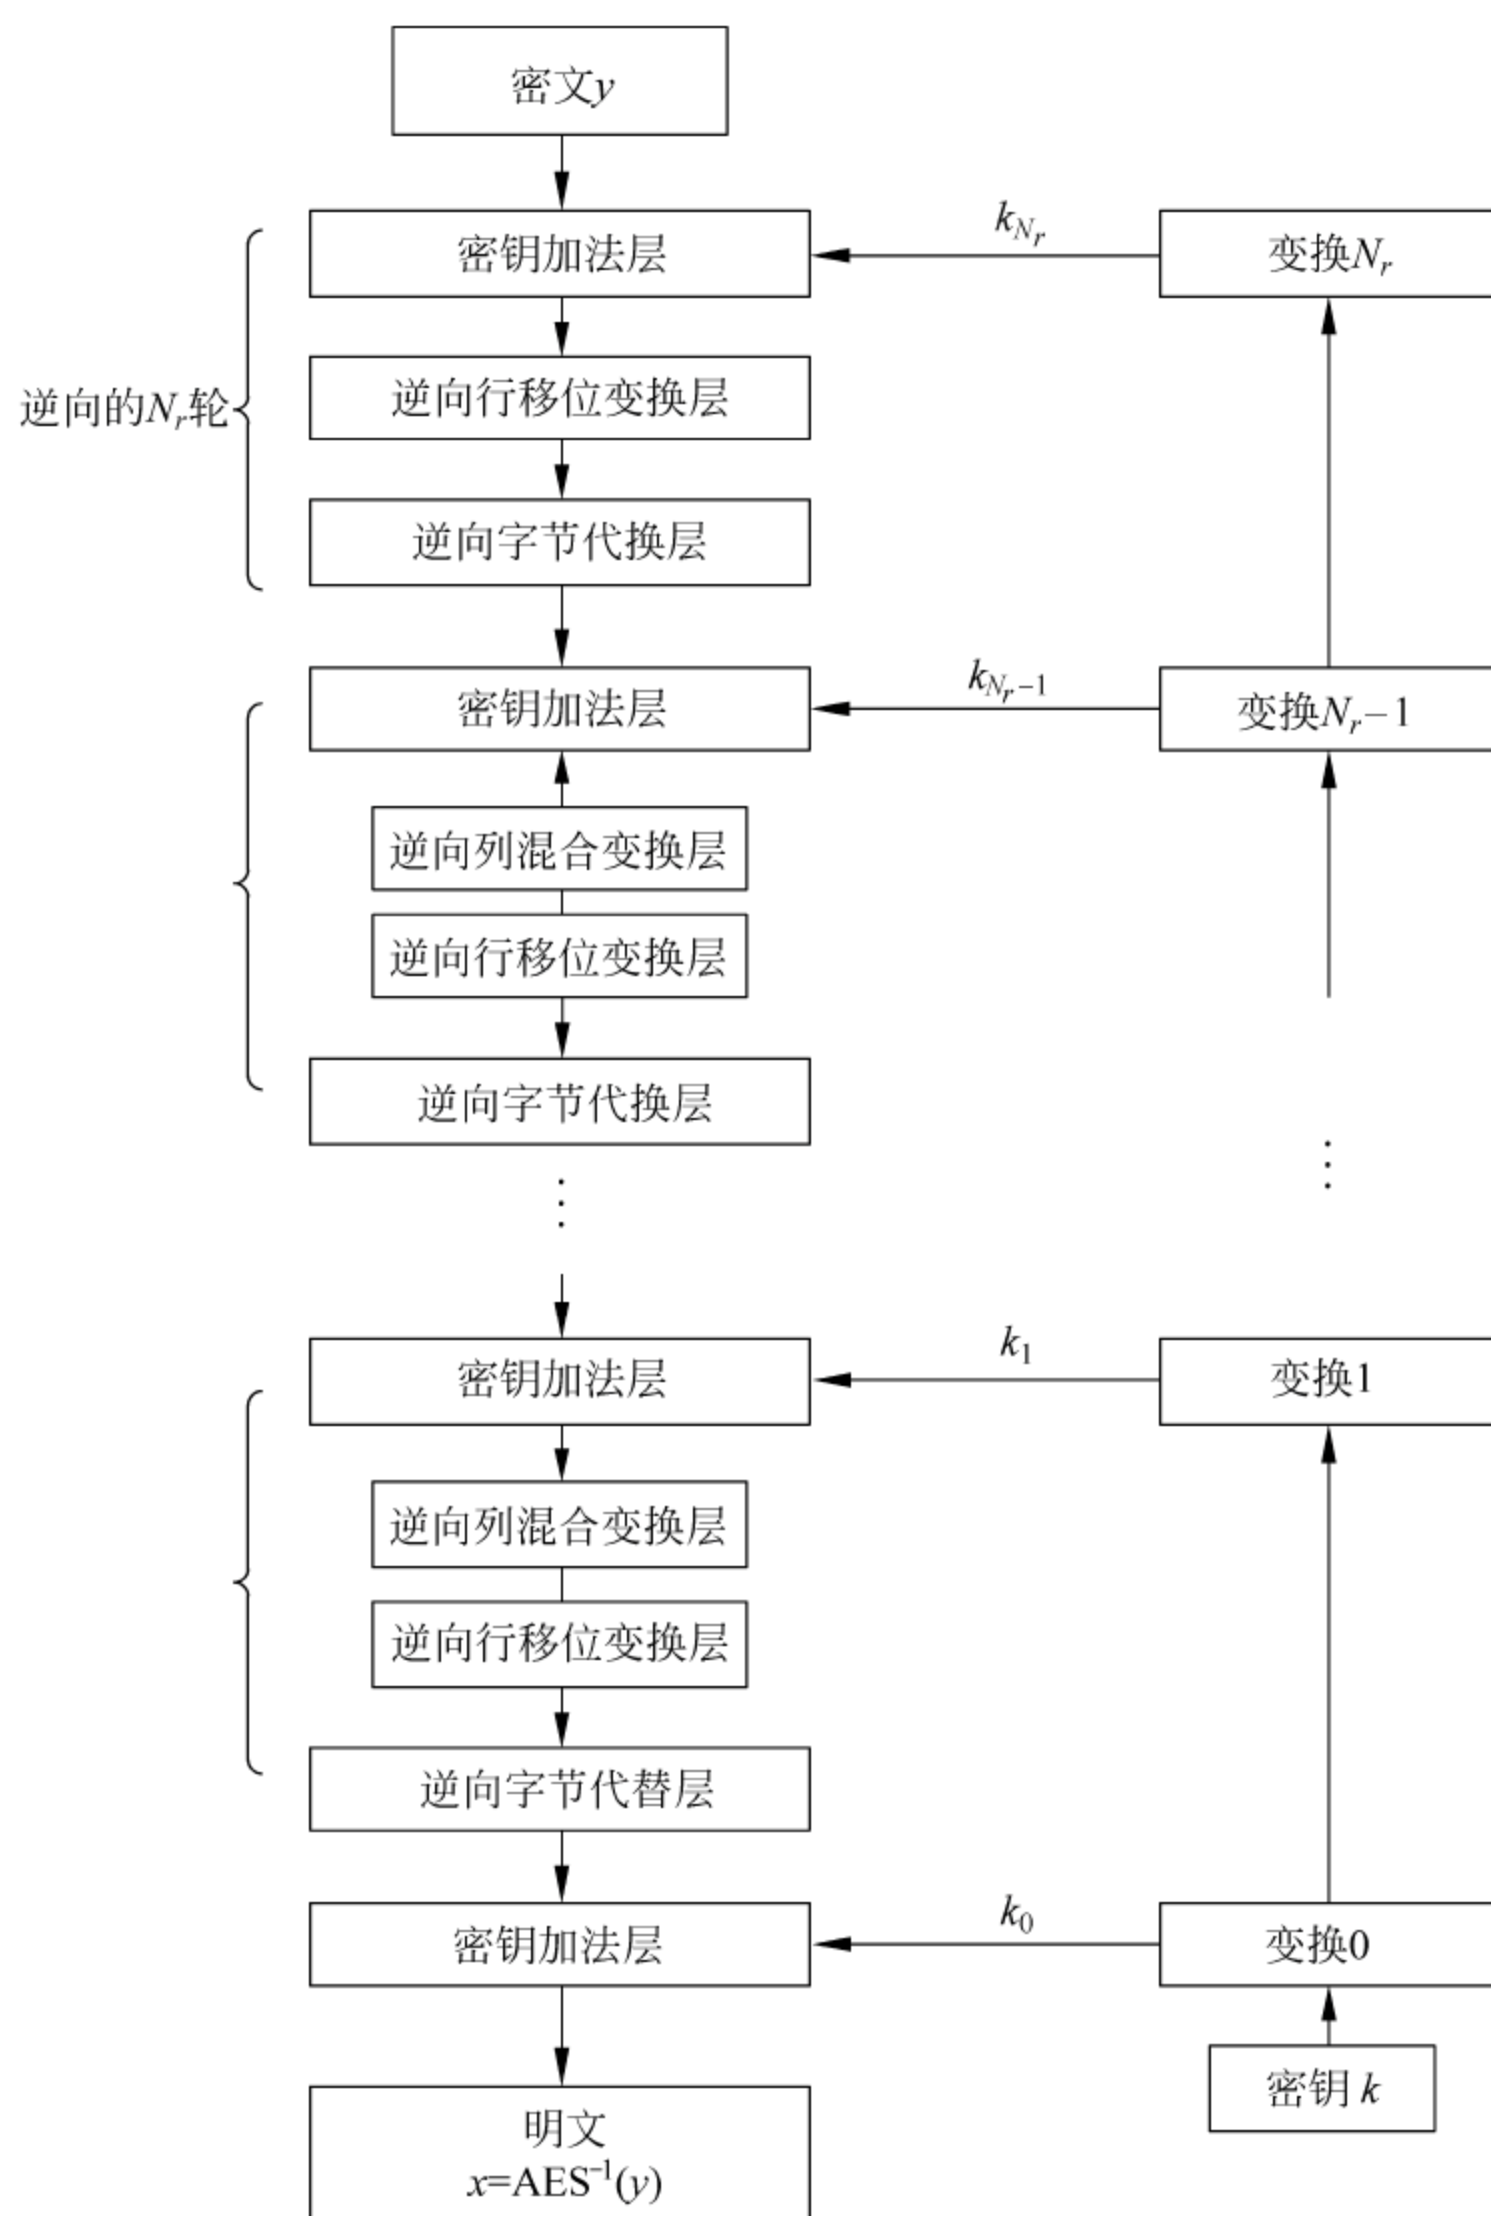 密文y
密钥加法层
k_{N_r}
变换N_r
逆向行移位变换层
逆向的N_r轮
逆向字节代换层
密钥加法层
k_{N_r-1}
变换N_r-1
逆向列混合变换层
逆向行移位变换层
逆向字节代换层
⋮
⋮
密钥加法层
k_1
变换1
逆向列混合变换层
逆向行移位变换层
逆向字节代替层
密钥加法层
k_0
变换0
密钥k
明文
x=AES^{-1}(y)